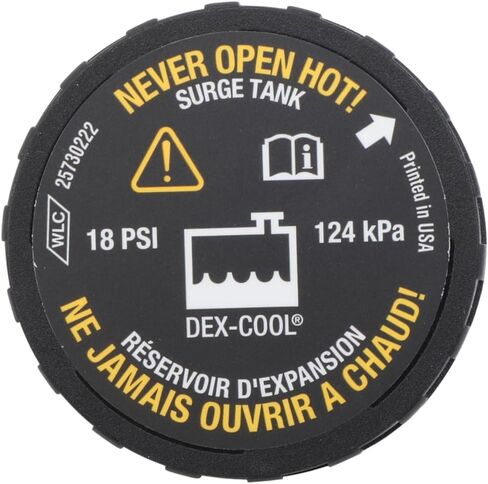 NEVER OPEN HOT!
SURGE TANK
25730222
WLC
Printed in USA
18 PSI
124 kPa
DEX-COOL®
RÉSERVOIR D'EXPANSION
NE JAMAIS OUVRIR A CHAUD!